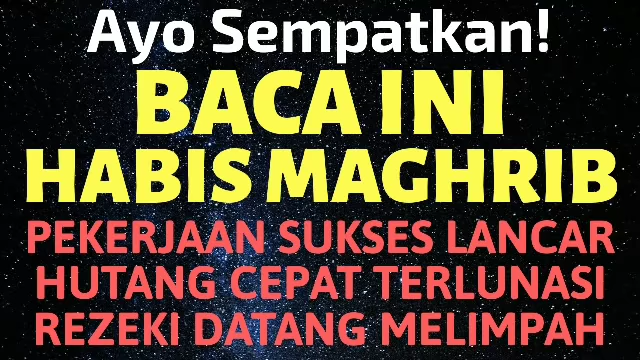 Ayo Sempatkan!
BACA INI
HABIS MAGHRIB
PEKERJAAN SUKSES LANCAR
HUTANG CEPAT TERLUNASI
REZEKI DATANG MELIMPAH